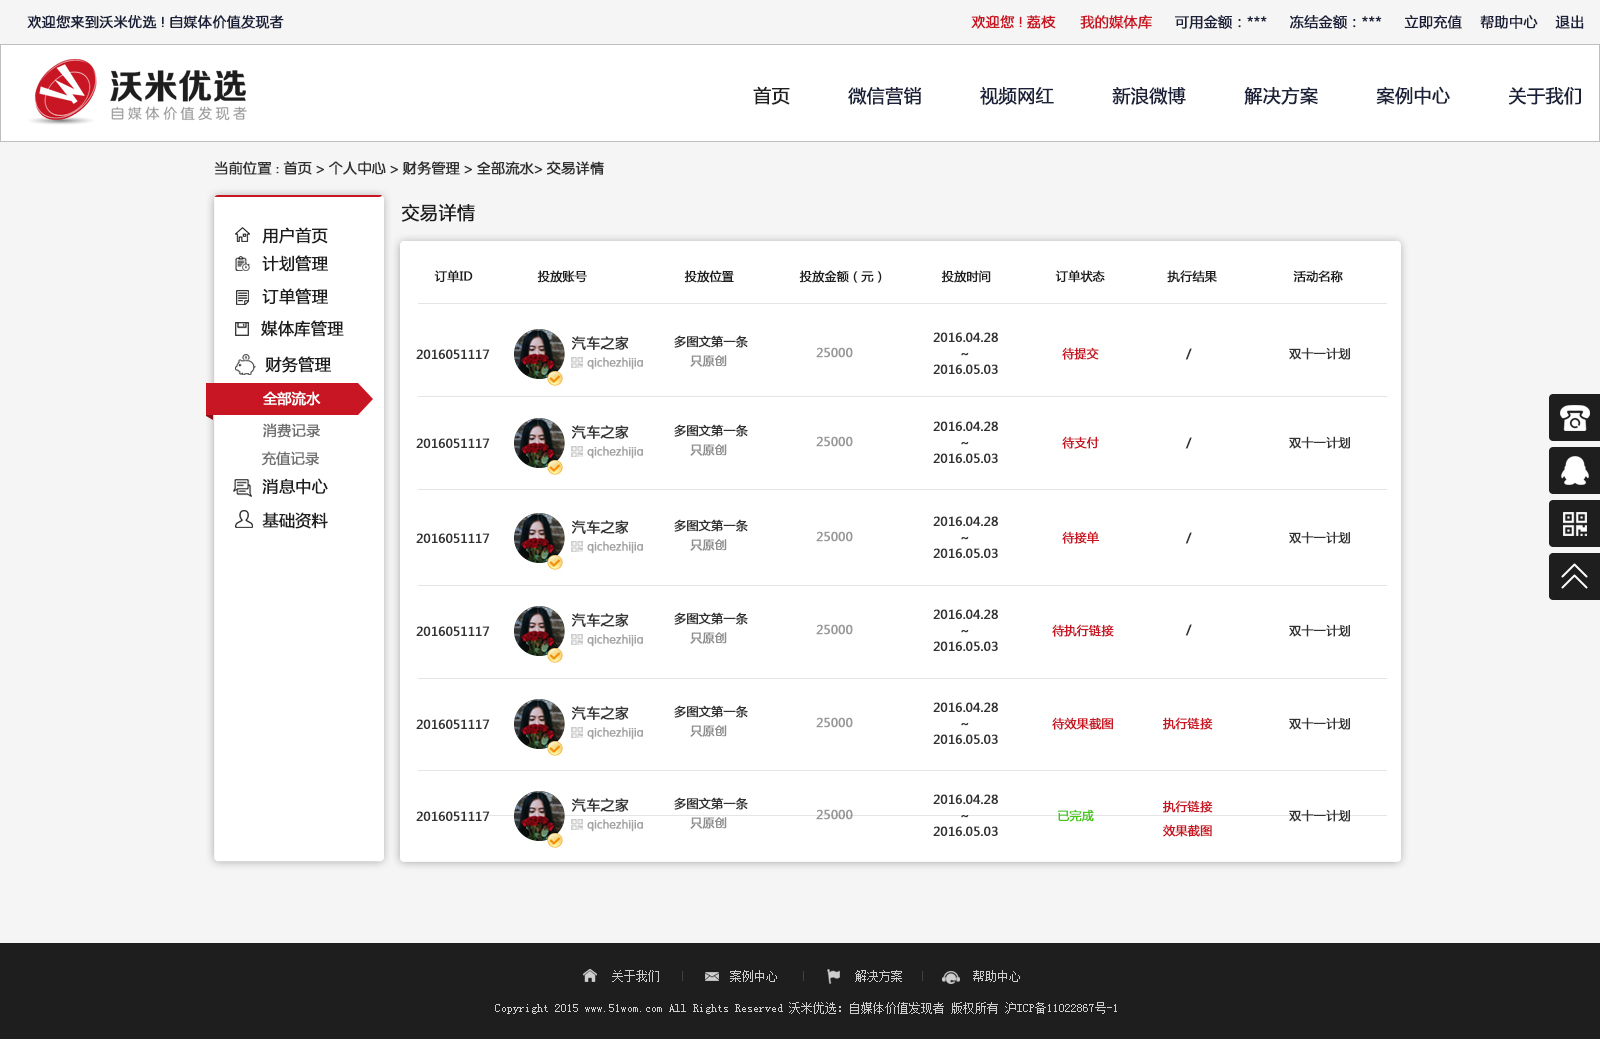 欢迎您来到沃米优选！自媒体价值发现者
欢迎您！荔枝 我的媒体库 可用金额：*** 冻结金额：*** 立即充值 帮助中心 退出
沃米优选
自媒体价值发现者
首页 微信营销 视频网红 新浪微博 解决方案 案例中心 关于我们
当前位置 : 首页 > 个人中心 > 财务管理 > 全部流水> 交易详情
用户首页
计划管理
订单管理
媒体库管理
财务管理
全部流水
消费记录
充值记录
消息中心
基础资料
交易详情
订单ID 投放账号 投放位置 投放金额（元） 投放时间 订单状态 执行结果 活动名称
2016051117 汽车之家 qichezhijia 多图文第一条 只原创 25000 2016.04.28 ~ 2016.05.03 待提交 / 双十一计划
2016051117 汽车之家 qichezhijia 多图文第一条 只原创 25000 2016.04.28 ~ 2016.05.03 待支付 / 双十一计划
2016051117 汽车之家 qichezhijia 多图文第一条 只原创 25000 2016.04.28 ~ 2016.05.03 待接单 / 双十一计划
2016051117 汽车之家 qichezhijia 多图文第一条 只原创 25000 2016.04.28 ~ 2016.05.03 待执行链接 / 双十一计划
2016051117 汽车之家 qichezhijia 多图文第一条 只原创 25000 2016.04.28 ~ 2016.05.03 待效果截图 执行链接 双十一计划
2016051117 汽车之家 qichezhijia 多图文第一条 只原创 25000 2016.04.28 ~ 2016.05.03 已完成 执行链接 效果截图 双十一计划
关于我们 案例中心 解决方案 帮助中心
Copyright 2015 www.51wom.com All Rights Reserved 沃米优选：自媒体价值发现者 版权所有 沪ICP备11022867号-1